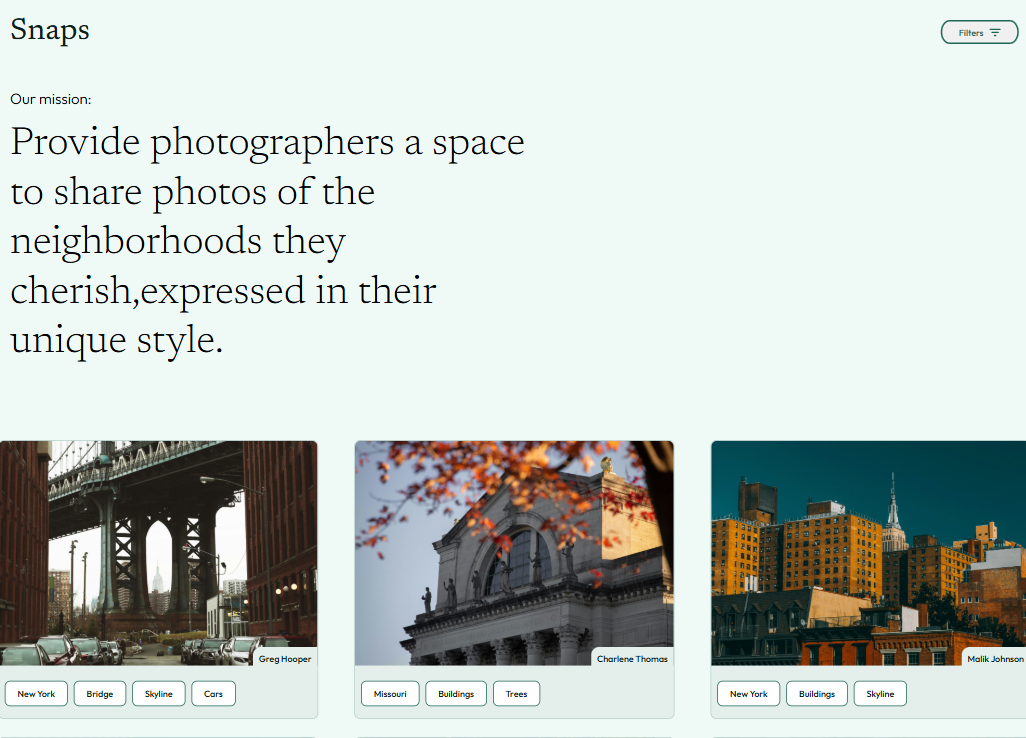 Snaps
Filters
Our mission:
Provide photographers a space
to share photos of the
neighborhoods they
cherish,expressed in their
unique style.
Greg Hooper
Charlene Thomas
Malik Johnson
New York Bridge Skyline Cars
Missouri Buildings Trees
New York Buildings Skyline